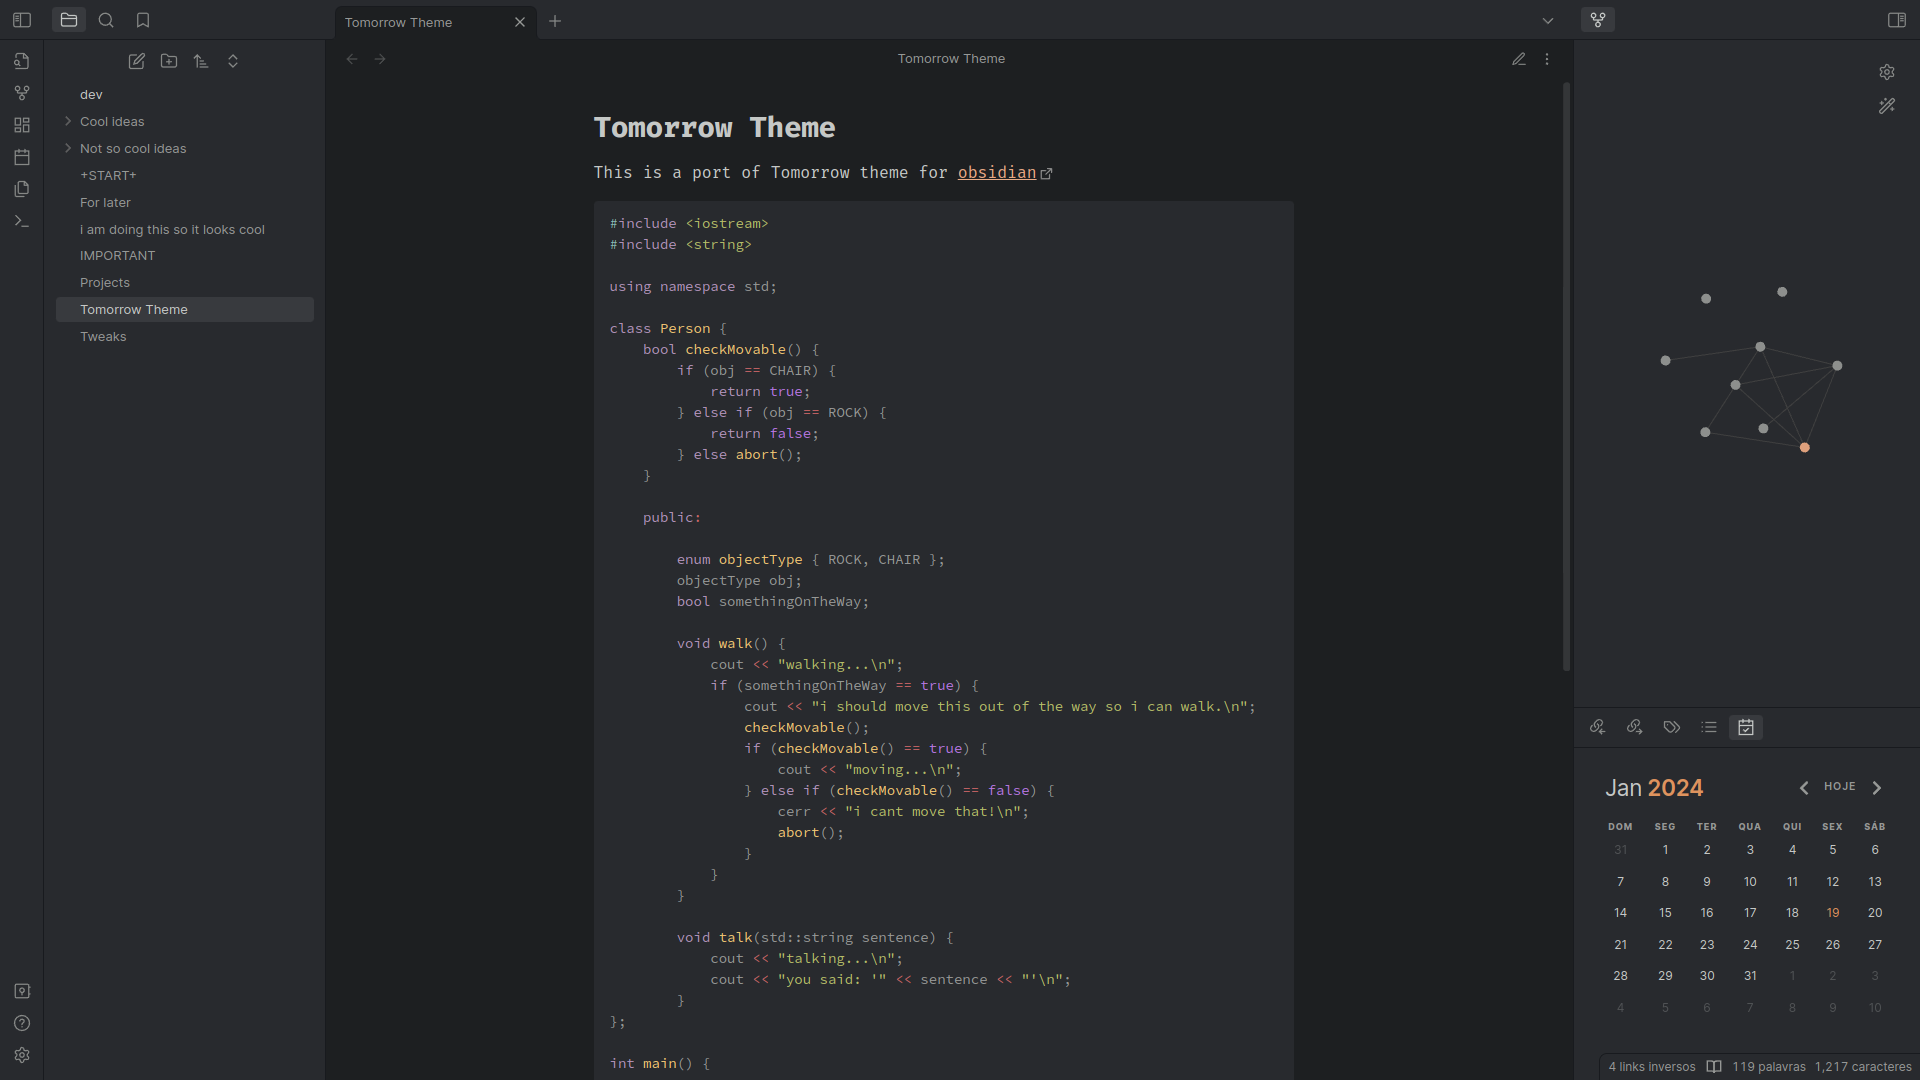 Tomorrow Theme
dev
Cool ideas
Not so cool ideas
+START+
For later
i am doing this so it looks cool
IMPORTANT
Projects
Tomorrow Theme
Tweaks
Tomorrow Theme
Tomorrow Theme
This is a port of Tomorrow theme for obsidian
#include <iostream>
#include <string>
using namespace std;
class Person {
    bool checkMovable() {
        if (obj == CHAIR) {
            return true;
        } else if (obj == ROCK) {
            return false;
        } else abort();
    }
    public:
        enum objectType { ROCK, CHAIR };
        objectType obj;
        bool somethingOnTheWay;
        void walk() {
            cout << "walking...\n";
            if (somethingOnTheWay == true) {
                cout << "i should move this out of the way so i can walk.\n";
                checkMovable();
                if (checkMovable() == true) {
                    cout << "moving...\n";
                } else if (checkMovable() == false) {
                    cerr << "i cant move that!\n";
                    abort();
                }
            }
        }
        void talk(std::string sentence) {
            cout << "talking...\n";
            cout << "you said: '" << sentence << "'\n";
        }
};
int main() {
Jan 2024 HOJE
DOM SEG TER QUA QUI SEX SÁB
31 1 2 3 4 5 6
7 8 9 10 11 12 13
14 15 16 17 18 19 20
21 22 23 24 25 26 27
28 29 30 31 1 2 3
4 5 6 7 8 9 10
4 links inversos 119 palavras 1,217 caracteres